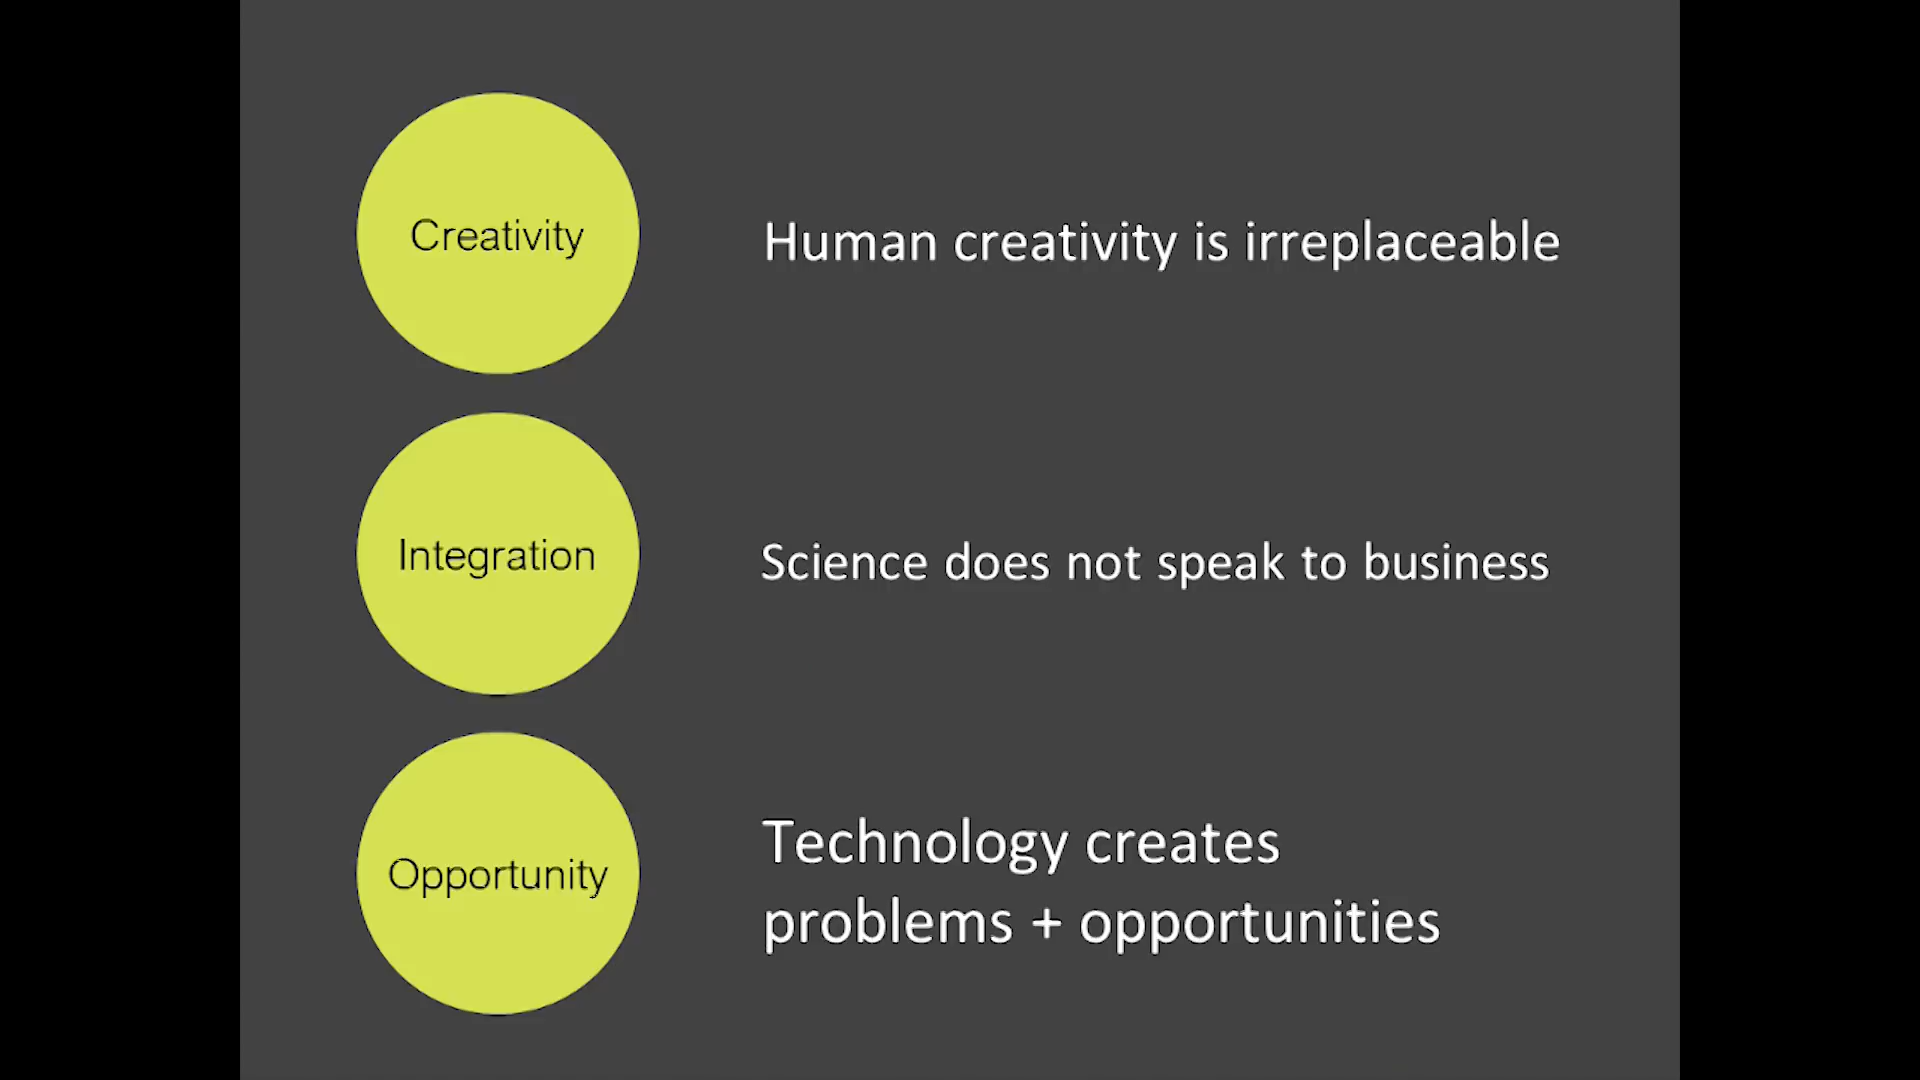 Creativity
Human creativity is irreplaceable
Integration
Science does not speak to business
Opportunity
Technology creates
problems + opportunities